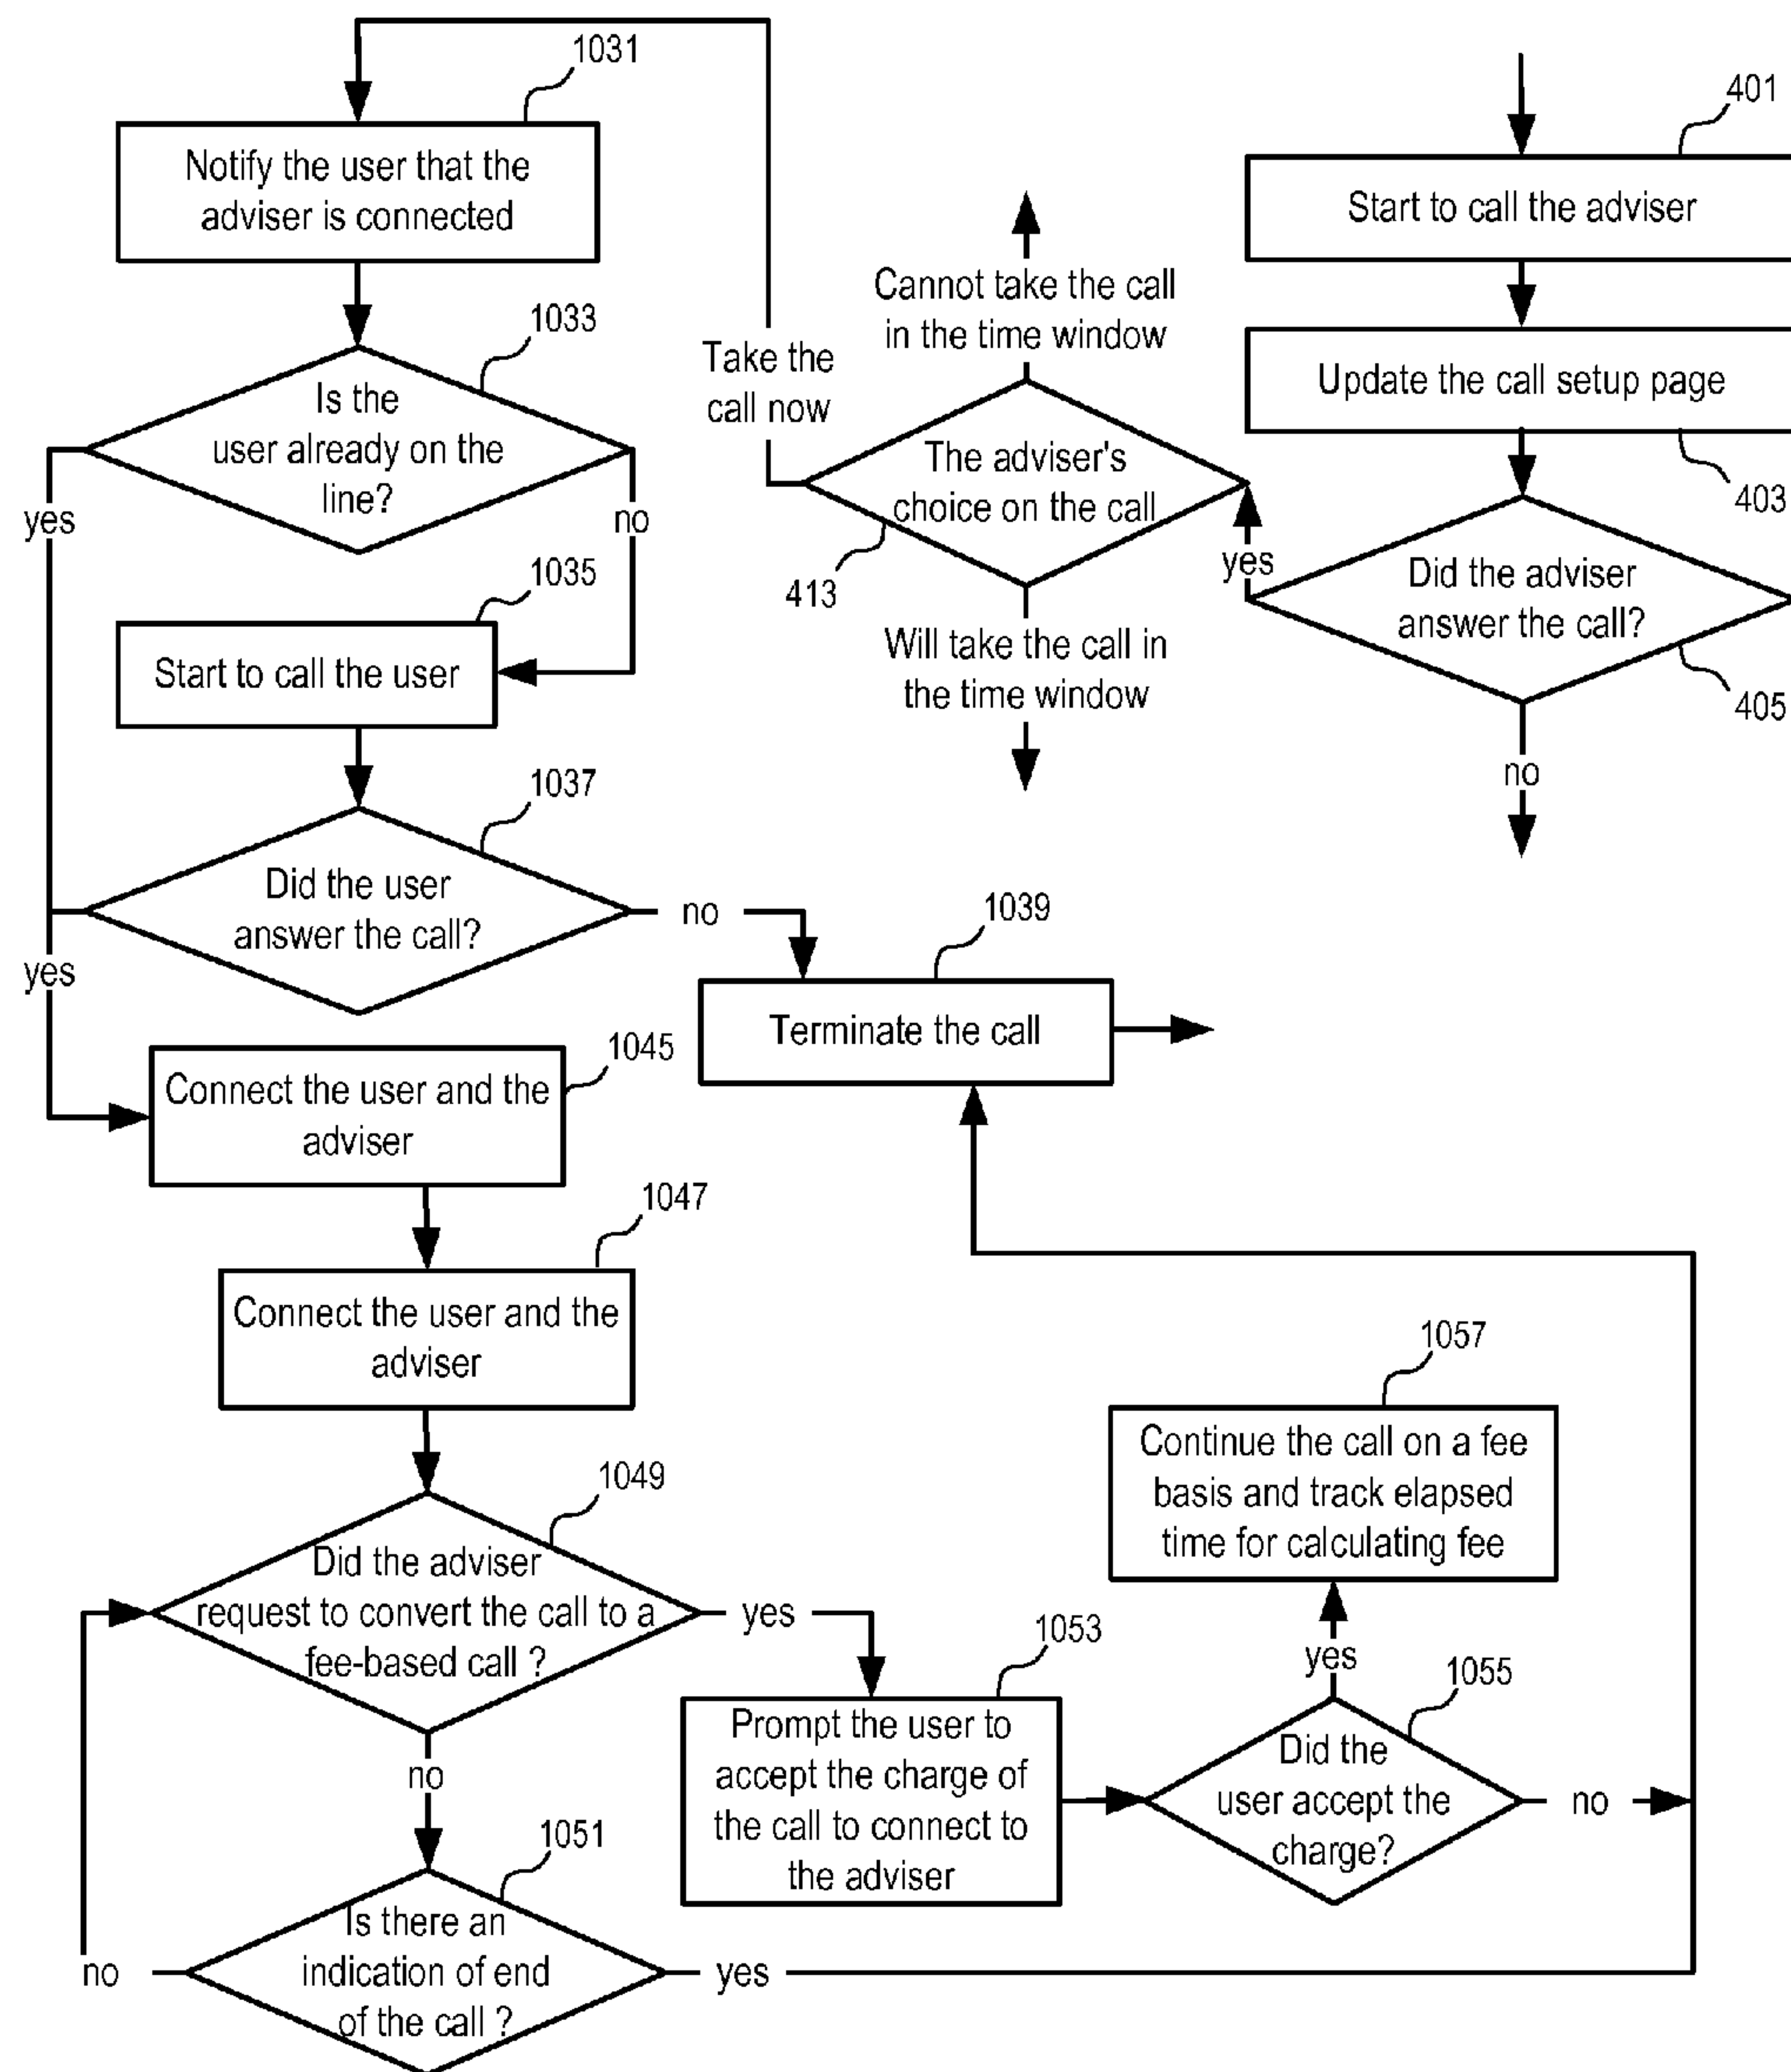 1031
Notify the user that the
adviser is connected
1033
Is the
user already on the
line?
yes
no
1035
Start to call the user
1037
Did the user
answer the call?
no
yes
1039
Terminate the call
1045
Connect the user and the
adviser
1047
Connect the user and the
adviser
1049
Did the adviser
request to convert the call to a
fee-based call ?
yes
no
1051
Is there an
indication of end
of the call ?
no
yes
1053
Prompt the user to
accept the charge of
the call to connect to
the adviser
1055
Did the
user accept the
charge?
yes
no
1057
Continue the call on a fee
basis and track elapsed
time for calculating fee
Take the
call now
Cannot take the call
in the time window
The adviser's
choice on the call
413
Will take the call in
the time window
401
Start to call the adviser
Update the call setup page
403
Did the adviser
answer the call?
yes
405
no